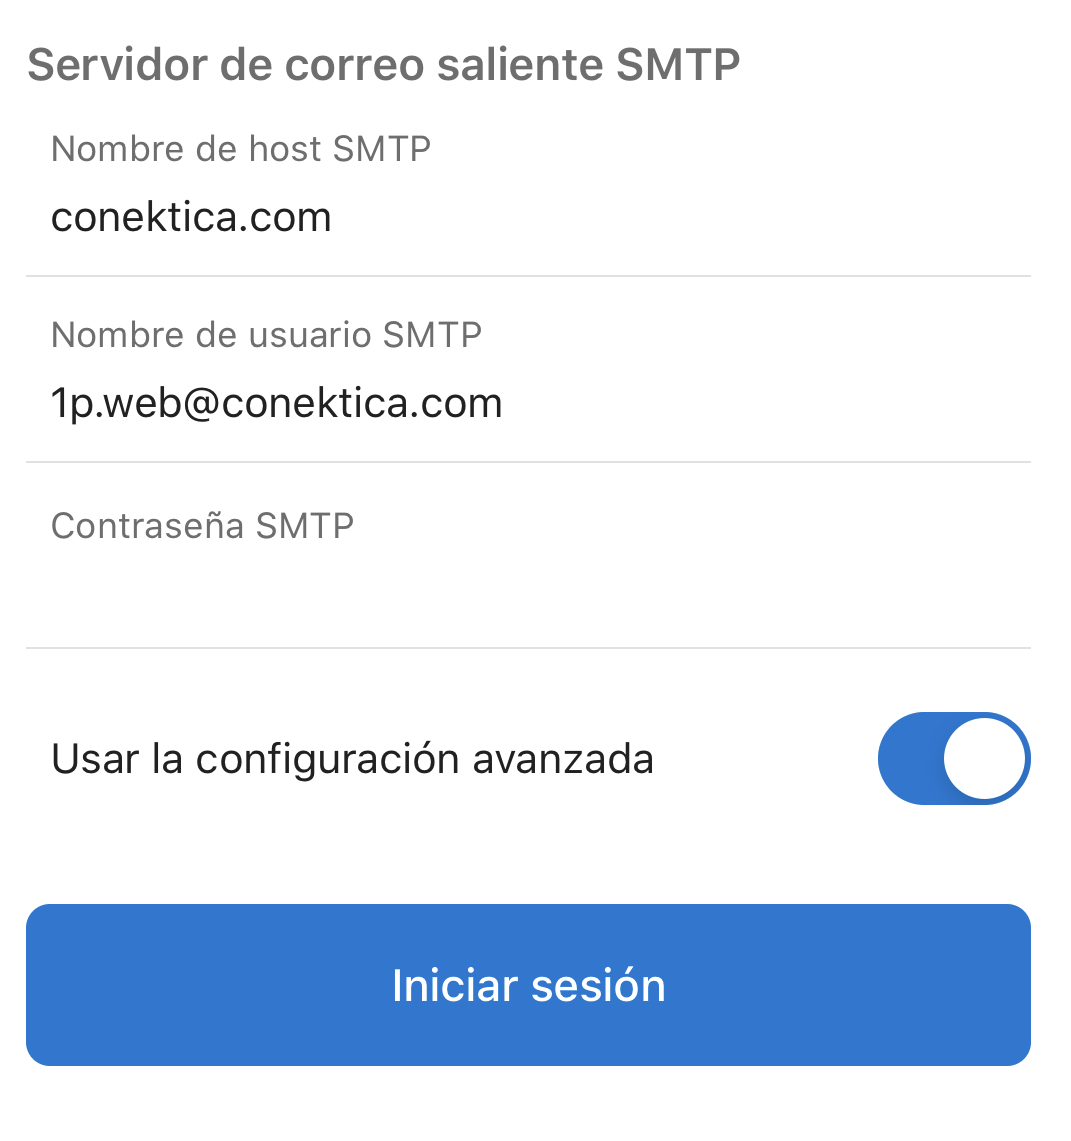 Servidor de correo saliente SMTP
Nombre de host SMTP
conektica.com
Nombre de usuario SMTP
1p.web@conektica.com
Contraseña SMTP
Usar la configuración avanzada
Iniciar sesión